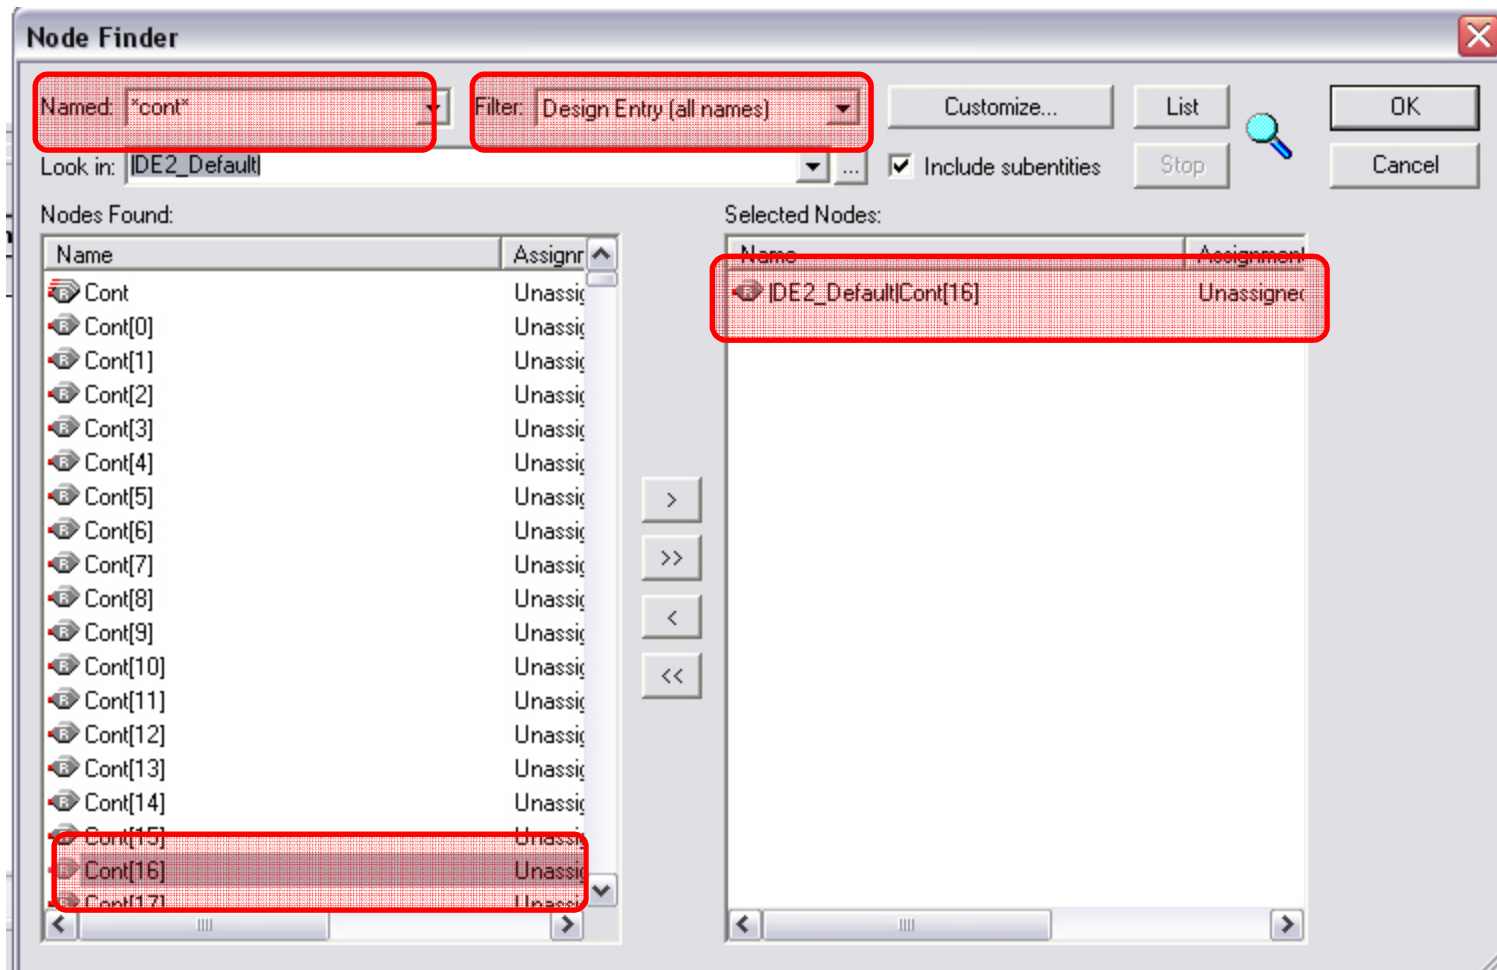 Node Finder
Named: *cont* Filter: Design Entry (all names) Customize... List OK
Look in: |DE2_Default| ... Include subentities Stop Cancel
Nodes Found: Selected Nodes:
Name Assignr Name Assignment
Cont Unassig |DE2_Default|Cont[16] Unassigned
Cont[0] Unassig
Cont[1] Unassig
Cont[2] Unassig
Cont[3] Unassig
Cont[4] Unassig
Cont[5] Unassig
Cont[6] Unassig
Cont[7] Unassig
Cont[8] Unassig
Cont[9] Unassig
Cont[10] Unassig
Cont[11] Unassig
Cont[12] Unassig
Cont[13] Unassig
Cont[14] Unassig
Cont[15] Unassig
Cont[16] Unassig
Cont[17] Unassig
>
>>
<
<<